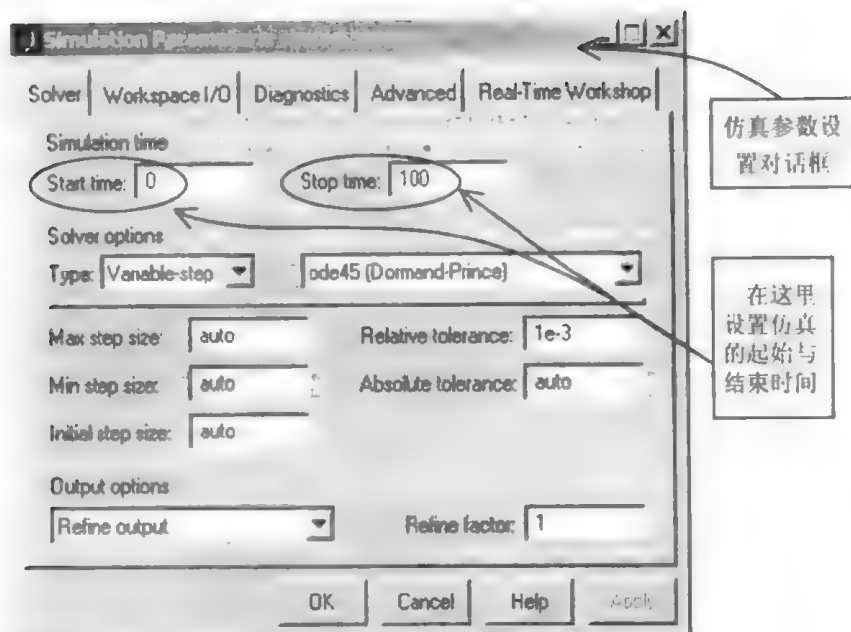 Simulation
Solver Workspace I/O Diagnostics Advanced Real-Time Workshop
Simulation time
Start time: 0 Stop time: 100
Solver options
Type: Variable-step ode45 (Dormand-Prince)
Max step size: auto Relative tolerance: 1e-3
Min step size: auto Absolute tolerance: auto
Initial step size: auto
Output options
Refine output Refine factor: 1
OK Cancel Help Apply
仿真参数设
置对话框
在这里
设置仿真
的起始与
结束时间